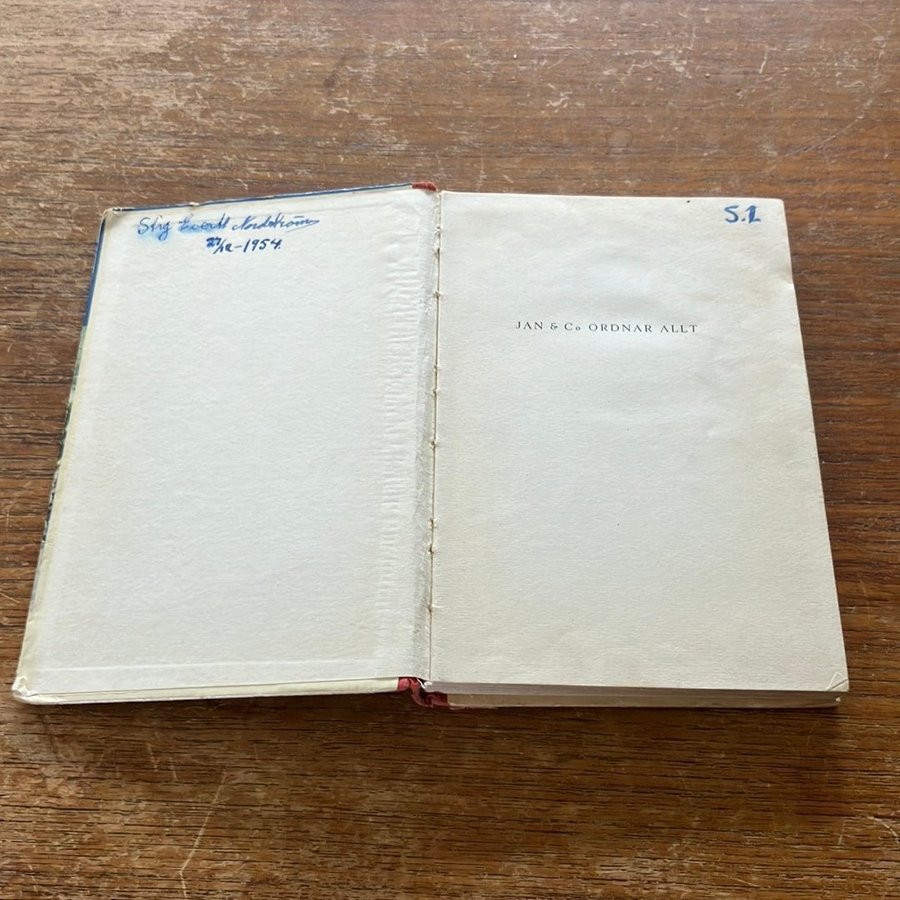 Stig Evert Nordström
27/12-1954.
S.1
JAN & Co ORDNAR ALLT